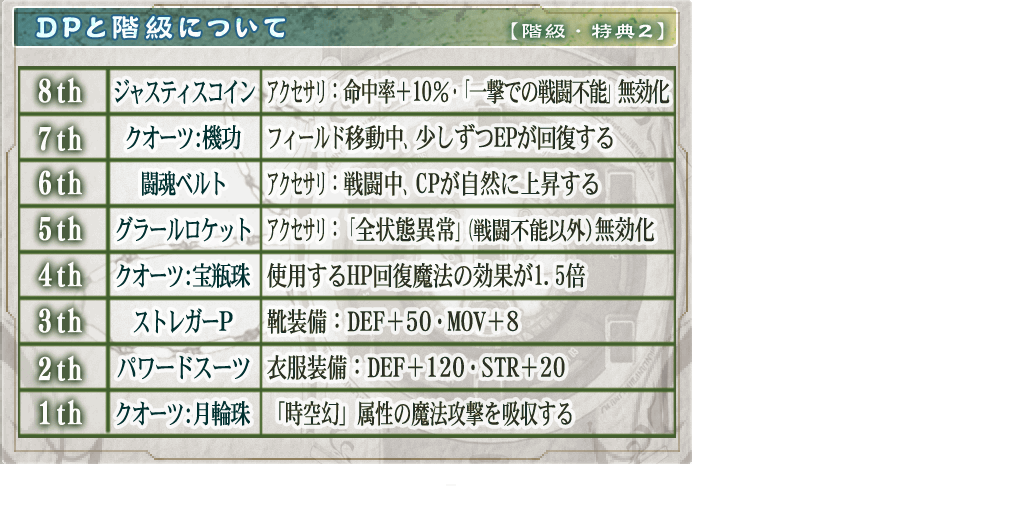 DPと階級について 【階級・特典2】
8th ジャスティスコイン アクセサリ：命中率＋10％・「一撃での戦闘不能」無効化
7th クオーツ：機功 フィールド移動中、少しずつEPが回復する
6th 闘魂ベルト アクセサリ：戦闘中、CPが自然に上昇する
5th グラールロケット アクセサリ：「全状態異常」（戦闘不能以外）無効化
4th クオーツ：宝瓶珠 使用するHP回復魔法の効果が1.5倍
3th ストレガーP 靴装備：DEF＋50・MOV＋8
2th パワードスーツ 衣服装備：DEF＋120・STR＋20
1th クオーツ：月輪珠 「時空幻」属性の魔法攻撃を吸収する